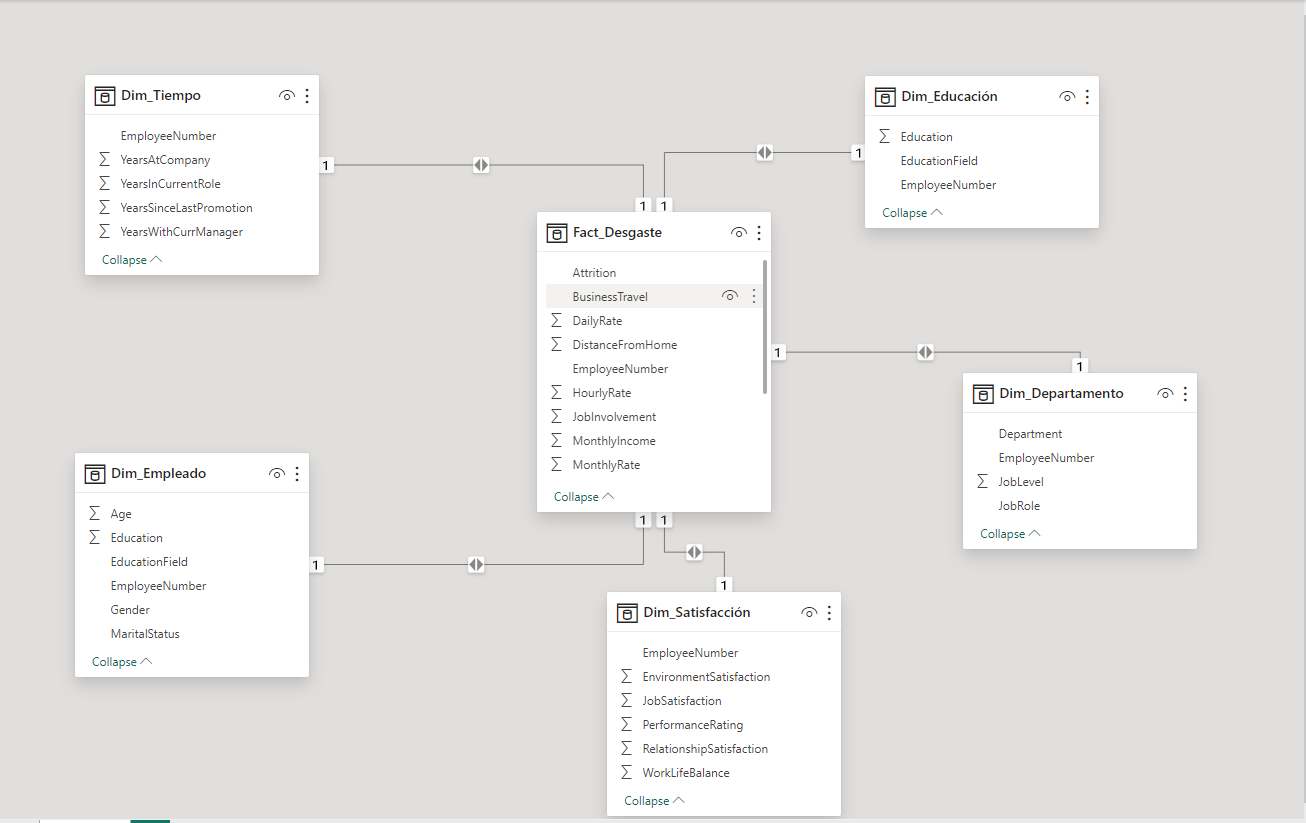 Dim_Tiempo
EmployeeNumber
YearsAtCompany
YearsInCurrentRole
YearsSinceLastPromotion
YearsWithCurrManager
Collapse
1
1
1
1
Dim_Educación
Education
EducationField
EmployeeNumber
Collapse
Fact_Desgaste
Attrition
BusinessTravel
DailyRate
DistanceFromHome
EmployeeNumber
HourlyRate
JobInvolvement
MonthlyIncome
MonthlyRate
Collapse
1
1
Dim_Departamento
Department
EmployeeNumber
JobLevel
JobRole
Collapse
Dim_Empleado
Age
Education
EducationField
EmployeeNumber
Gender
MaritalStatus
Collapse
1
1
1
1
Dim_Satisfacción
EmployeeNumber
EnvironmentSatisfaction
JobSatisfaction
PerformanceRating
RelationshipSatisfaction
WorkLifeBalance
Collapse